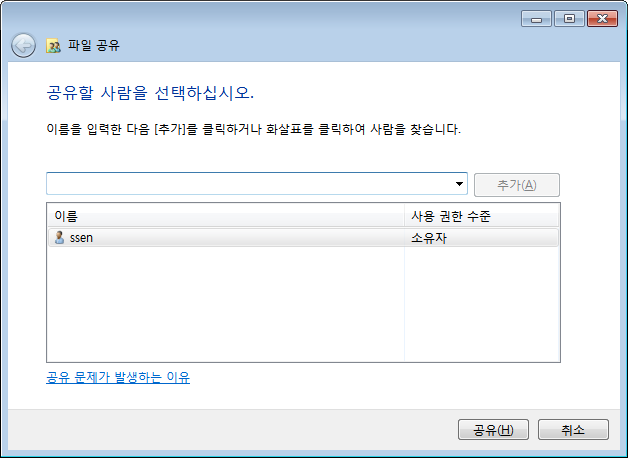 파일 공유
공유할 사람을 선택하십시오.
이름을 입력한 다음 [추가]를 클릭하거나 화살표를 클릭하여 사람을 찾습니다.
추가(A)
이름 사용 권한 수준
ssen 소유자
공유 문제가 발생하는 이유
공유(H) 취소